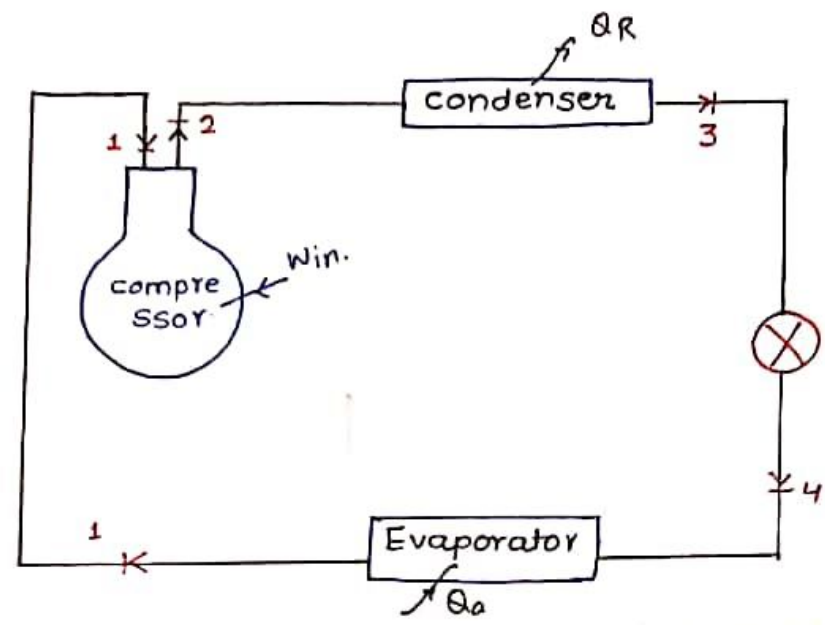 QR
condenser
1
2
3
Win.
compre
ssor
4
1
Evaporator
Qa